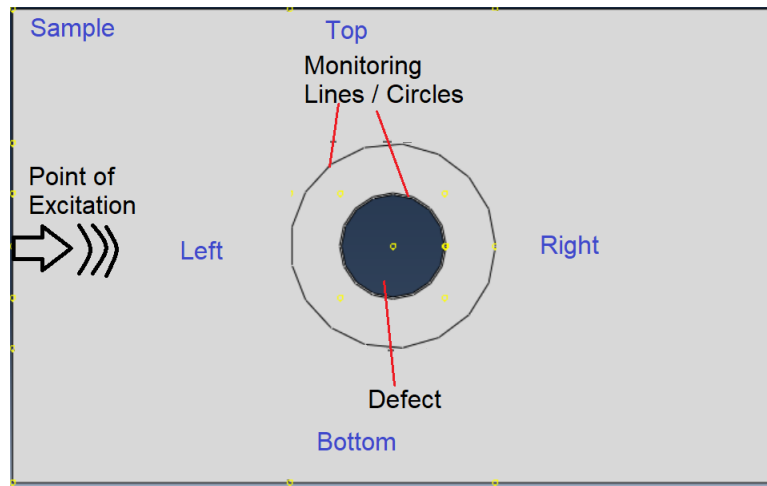 Sample
Top
Monitoring
Lines / Circles
Point of
Excitation
Left
Right
Defect
Bottom